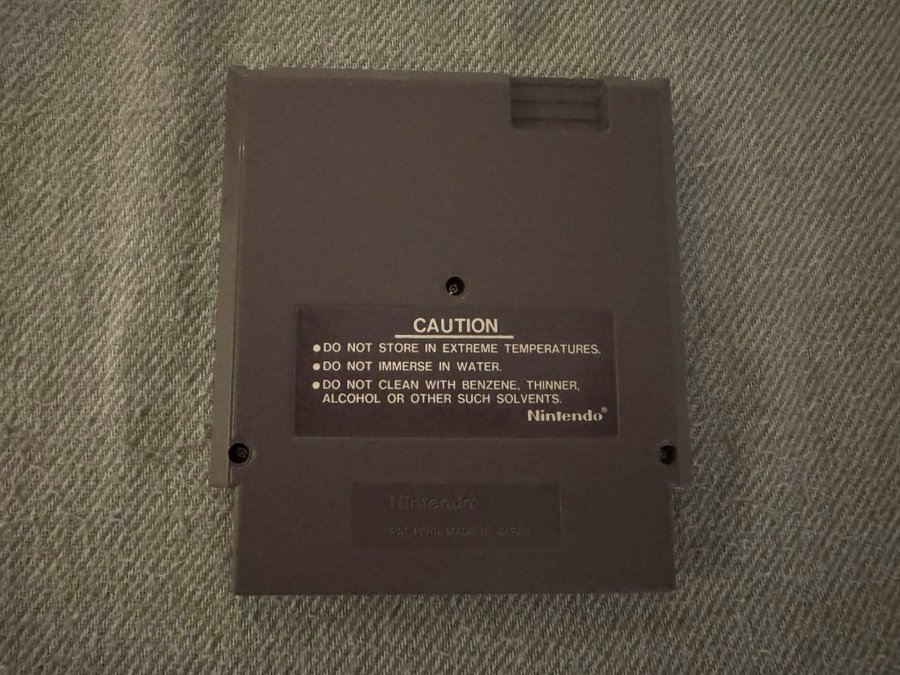 CAUTION
●DO NOT STORE IN EXTREME TEMPERATURES.
●DO NOT IMMERSE IN WATER.
●DO NOT CLEAN WITH BENZENE, THINNER,
ALCOHOL OR OTHER SUCH SOLVENTS.
Nintendo®
Nintendo®
PAT. PEND. MADE IN JAPAN